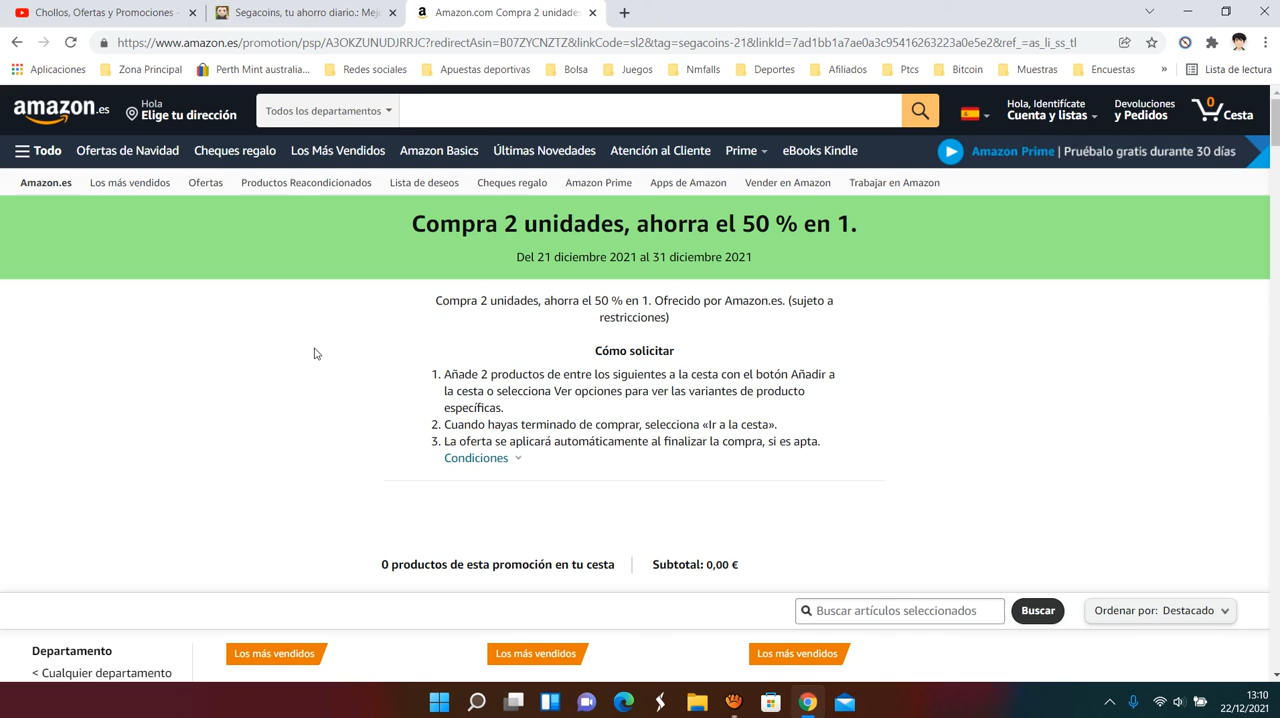 Chollos, Ofertas y Promociones -
Segacoins, tu ahorro diario.: Mejo
Amazon.com Compra 2 unidades
https://www.amazon.es/promotion/psp/A3OKZUNUDJRRJC?redirectAsin=B07ZYCNZTZ&linkCode=sl2&tag=segacoins-21&linkId=7ad1bb1a7ae0a3c95416263223a0e5e2&ref_=as_li_ss_tl
Aplicaciones
Zona Principal
Perth Mint australia...
Redes sociales
Apuestas deportivas
Bolsa
Juegos
Nmfalls
Deportes
Afiliados
Ptcs
Bitcoin
Muestras
Encuestas
»
Lista de lectura
amazon.es
Hola
Elige tu dirección
Todos los departamentos
Hola, Identifícate
Cuenta y listas
Devoluciones
y Pedidos
0
Cesta
Todo
Ofertas de Navidad
Cheques regalo
Los Más Vendidos
Amazon Basics
Últimas Novedades
Atención al Cliente
Prime
eBooks Kindle
Amazon Prime | Pruébalo gratis durante 30 días
Amazon.es
Los más vendidos
Ofertas
Productos Reacondicionados
Lista de deseos
Cheques regalo
Amazon Prime
Apps de Amazon
Vender en Amazon
Trabajar en Amazon
Compra 2 unidades, ahorra el 50 % en 1.
Del 21 diciembre 2021 al 31 diciembre 2021
Compra 2 unidades, ahorra el 50 % en 1. Ofrecido por Amazon.es. (sujeto a
restricciones)
Cómo solicitar
1. Añade 2 productos de entre los siguientes a la cesta con el botón Añadir a
la cesta o selecciona Ver opciones para ver las variantes de producto
específicas.
2. Cuando hayas terminado de comprar, selecciona «Ir a la cesta».
3. La oferta se aplicará automáticamente al finalizar la compra, si es apta.
Condiciones
0 productos de esta promoción en tu cesta
Subtotal: 0,00 €
Buscar artículos seleccionados
Buscar
Ordenar por: Destacado
Departamento
< Cualquier departamento
Los más vendidos
Los más vendidos
Los más vendidos
13:10
22/12/2021